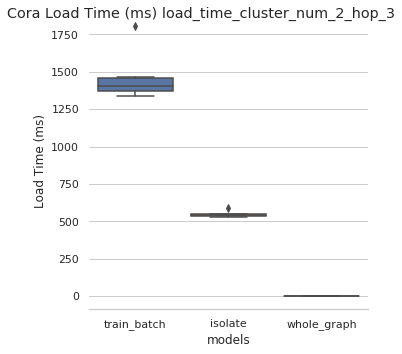 Cora Load Time (ms) load_time_cluster_num_2_hop_3
1750
1500
1250
1000
750
500
250
0
Load Time (ms)
train_batch isolate whole_graph
models